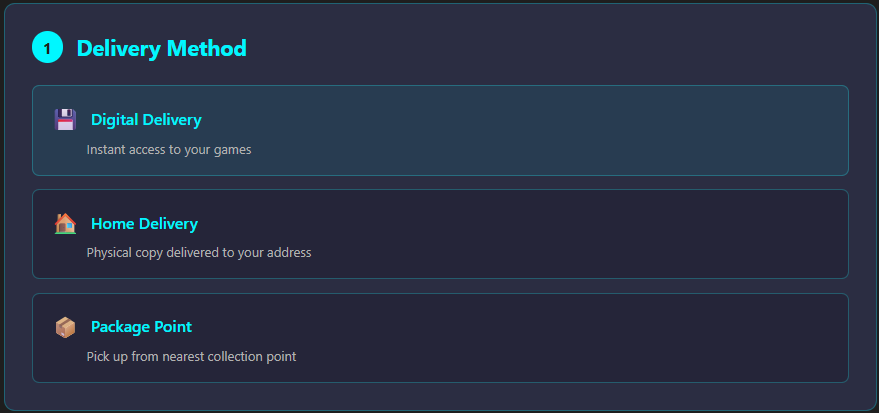 1 Delivery Method
Digital Delivery
Instant access to your games
Home Delivery
Physical copy delivered to your address
Package Point
Pick up from nearest collection point